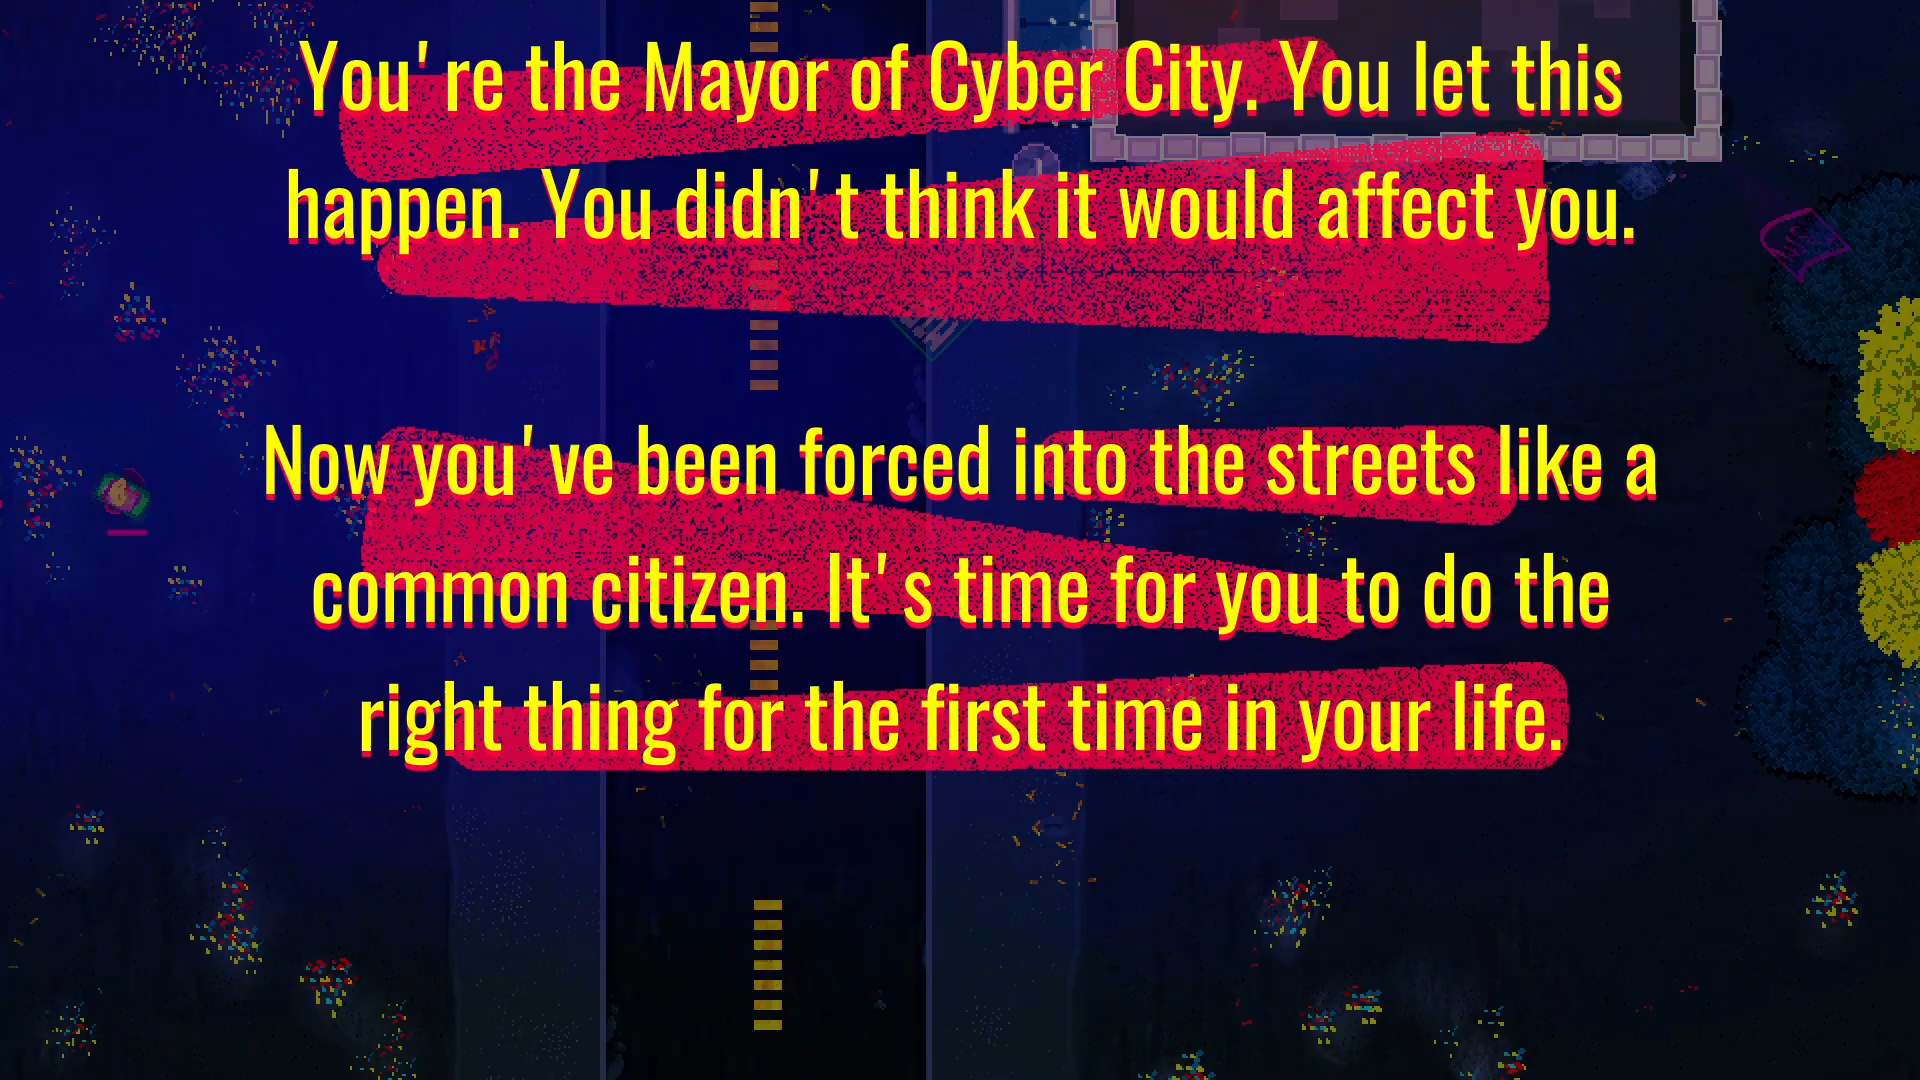 You're the Mayor of Cyber City. You let this
happen. You didn't think it would affect you.
Now you've been forced into the streets like a
common citizen. It's time for you to do the
right thing for the first time in your life.